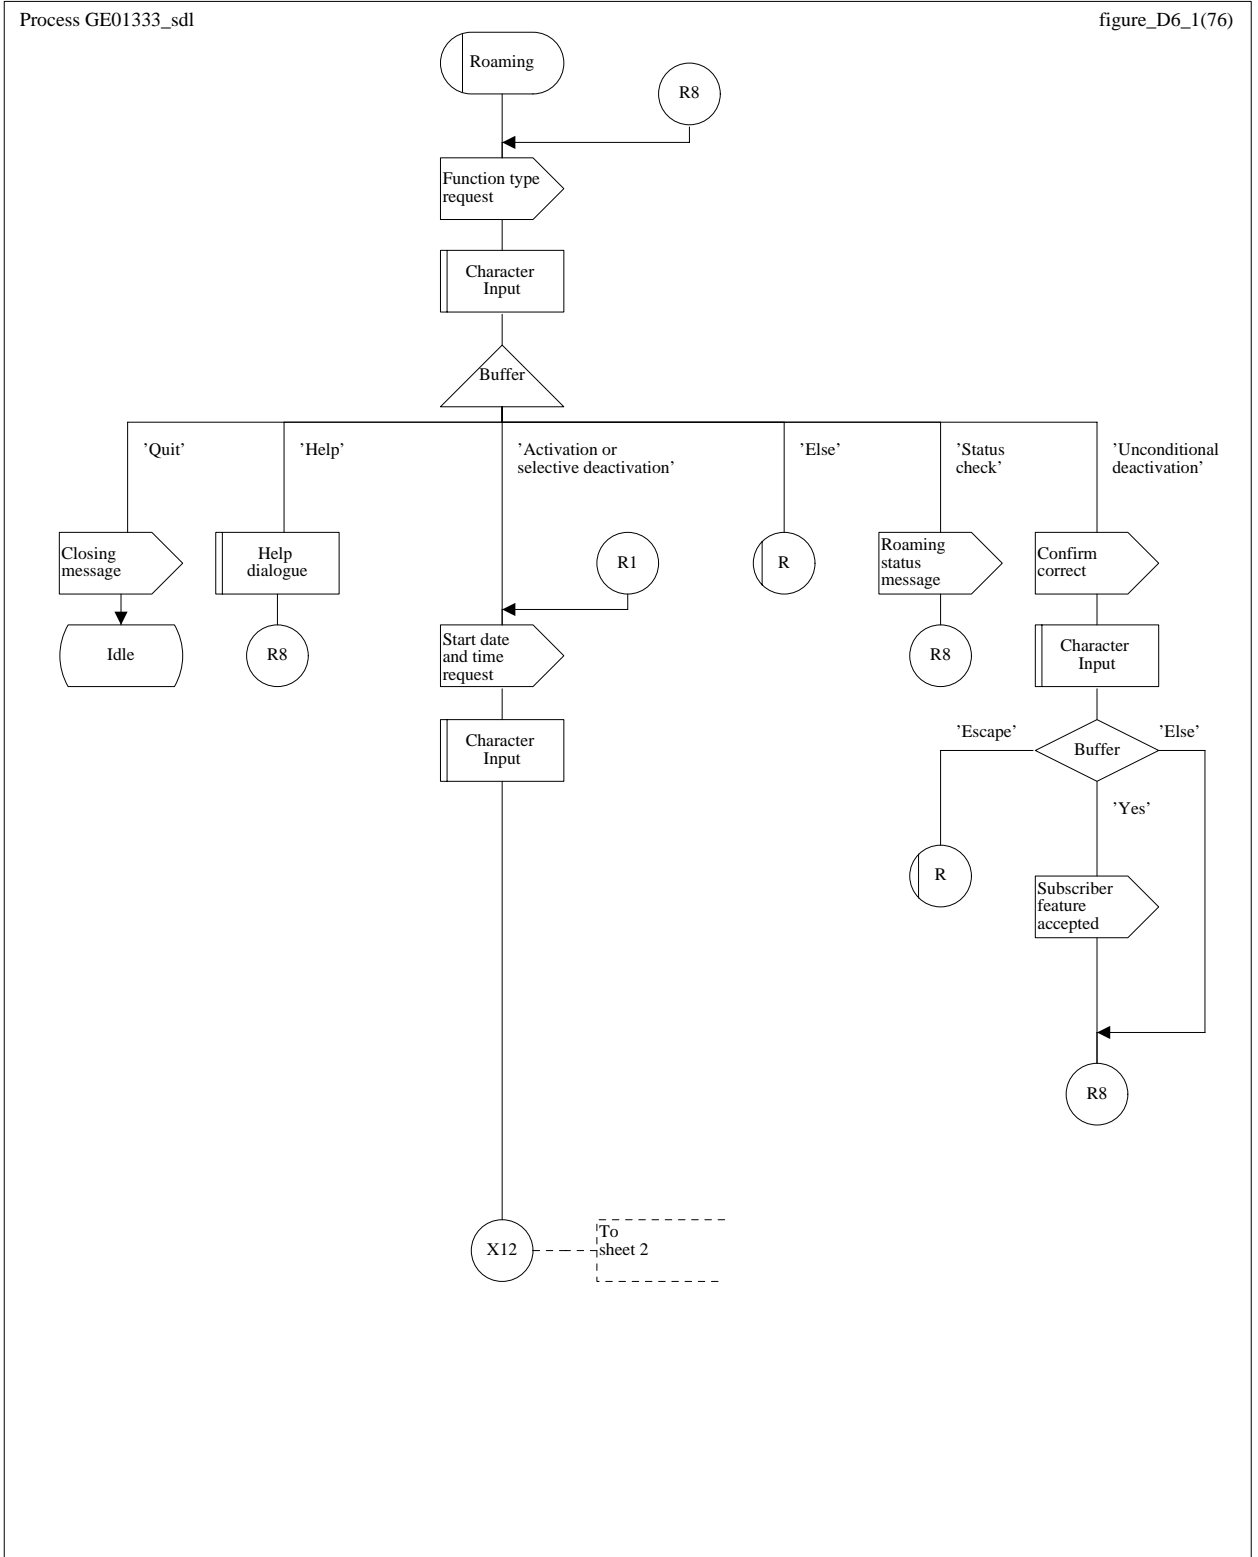 Process GE01333_sdl
figure_D6_1(76)
Roaming
R8
Function type
request
Character
Input
Buffer
’Quit’
’Help’
’Activation or
selective deactivation’
’Else’
’Status
check’
’Unconditional
deactivation’
Closing
message
Help
dialogue
R1
R
Roaming
status
message
Confirm
correct
Idle
R8
Start date
and time
request
R8
Character
Input
Character
Input
’Escape’
Buffer
’Else’
’Yes’
R
Subscriber
feature
accepted
R8
X12
To
sheet 2